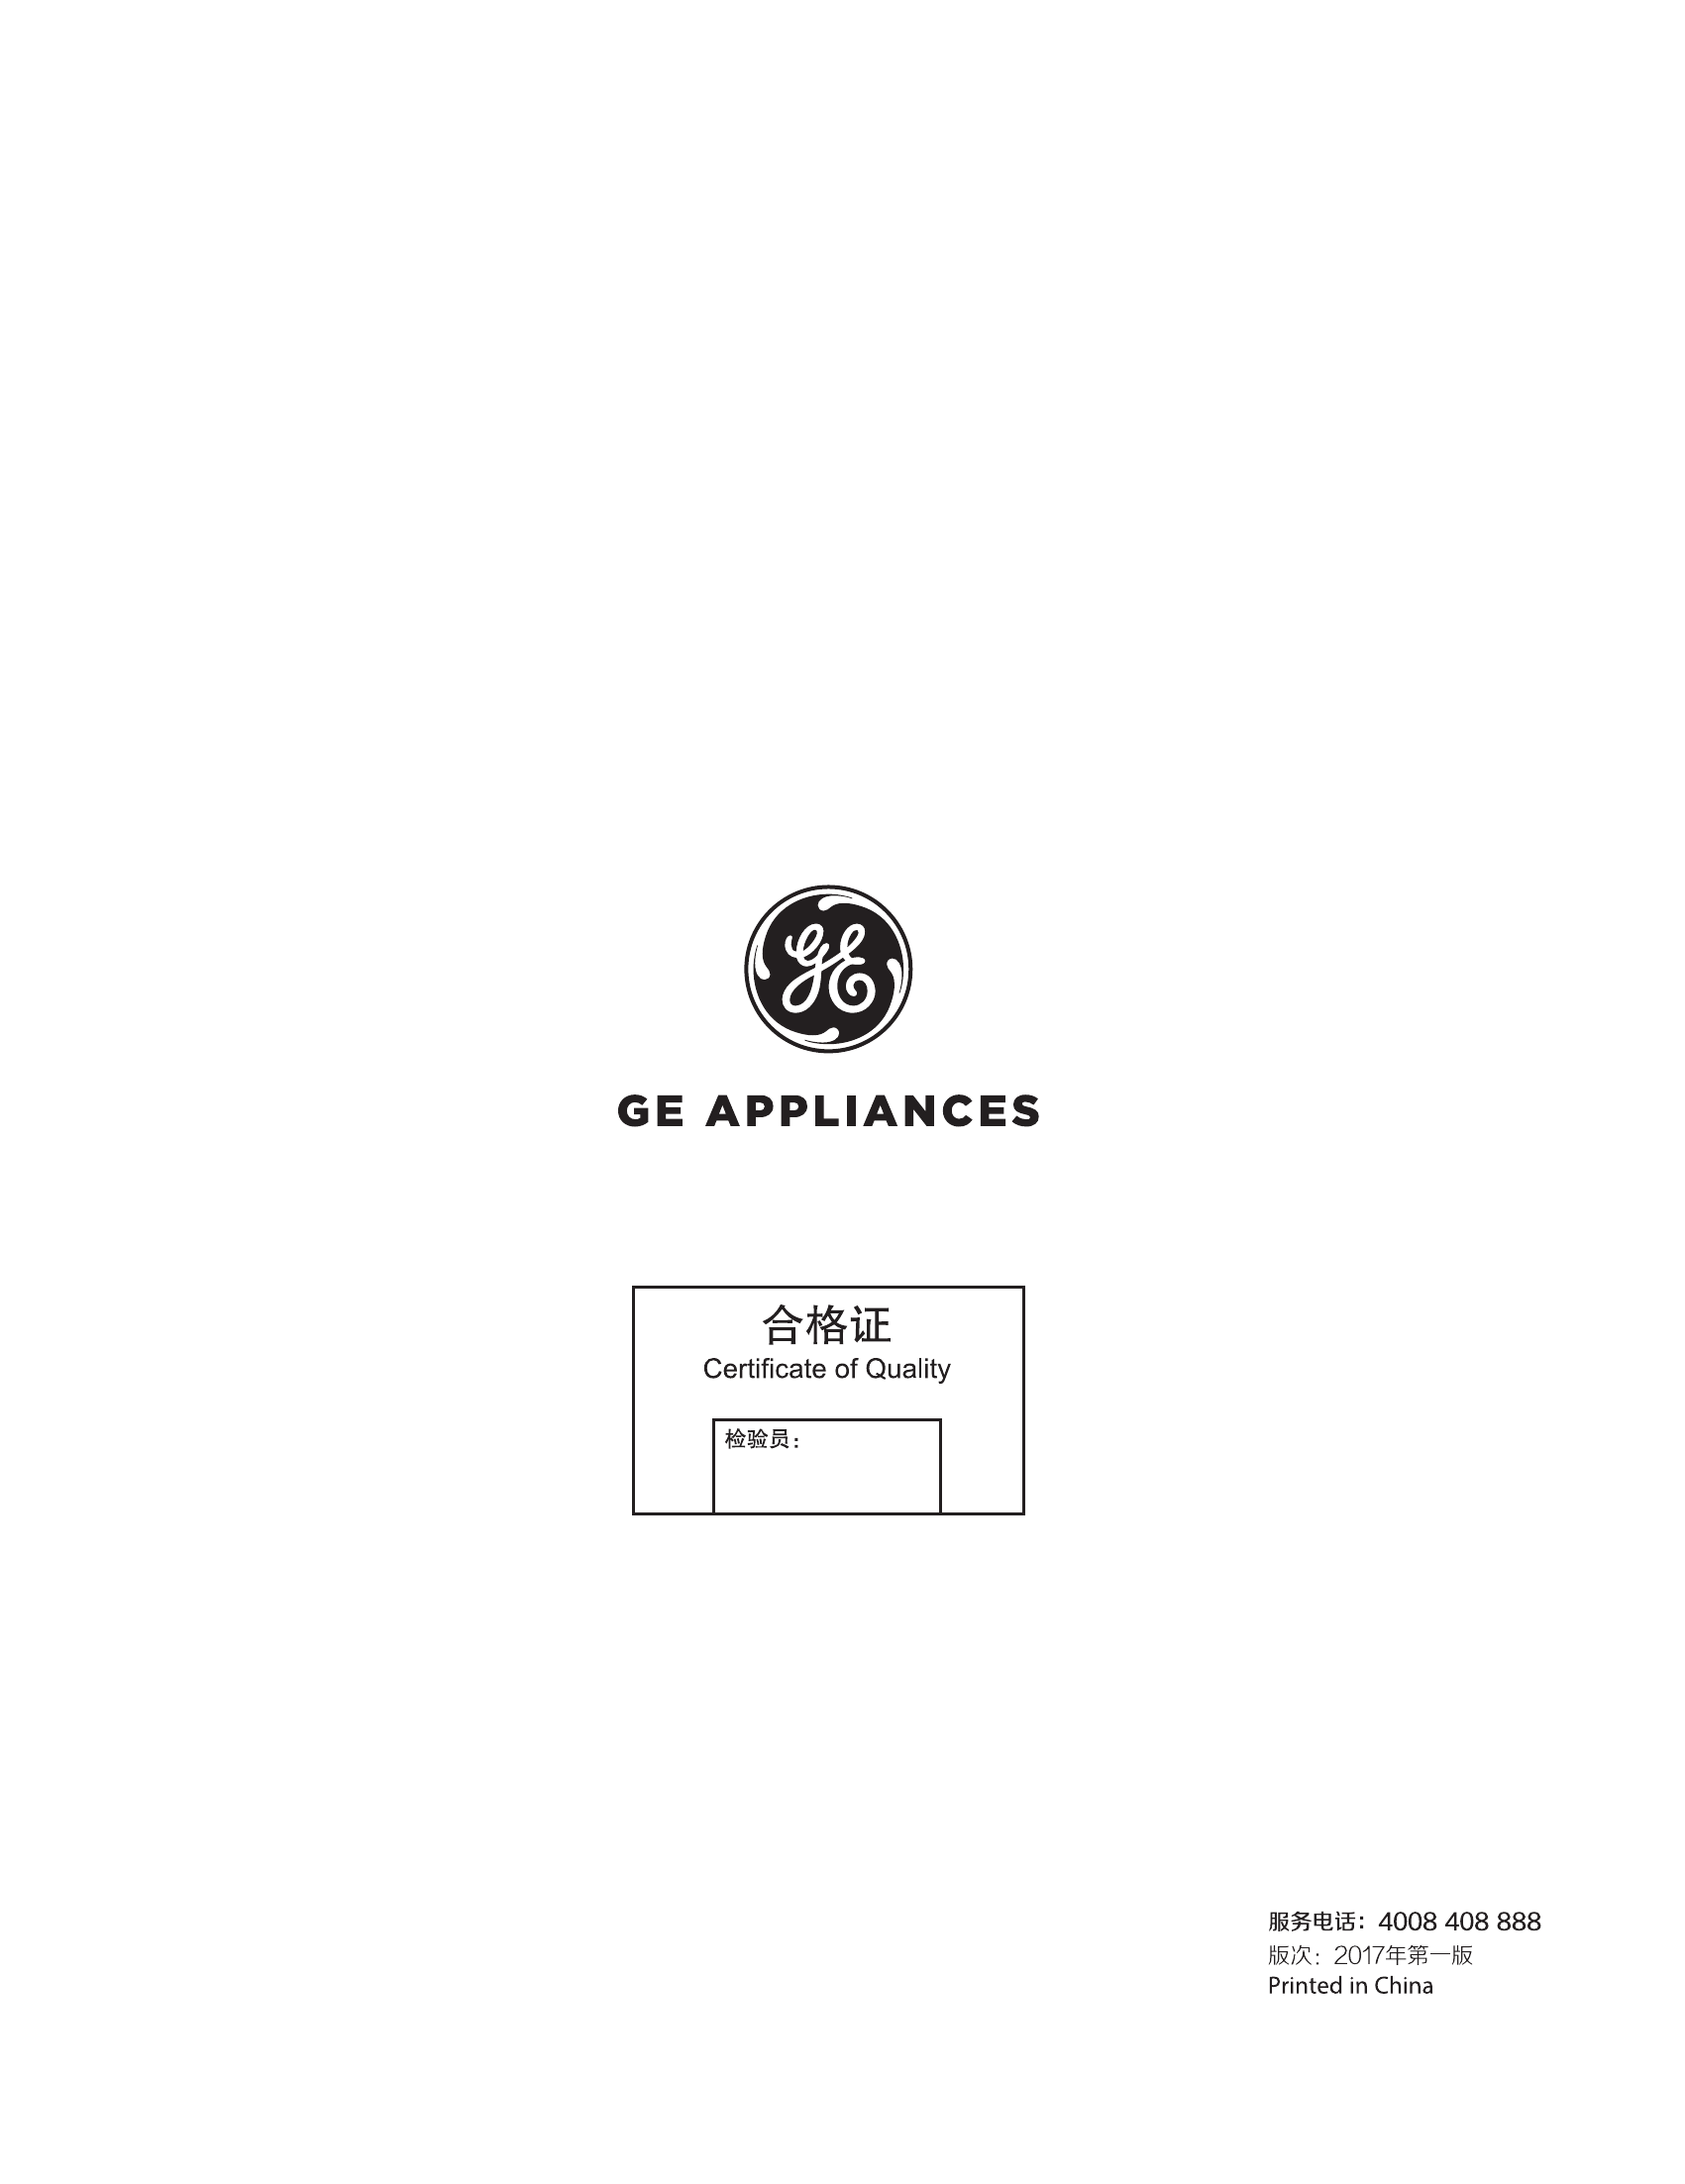 GE
GE APPLIANCES
合格证
Certificate of Quality
检验员：
服务电话：4008 408 888
版次：2017年第一版
Printed in China